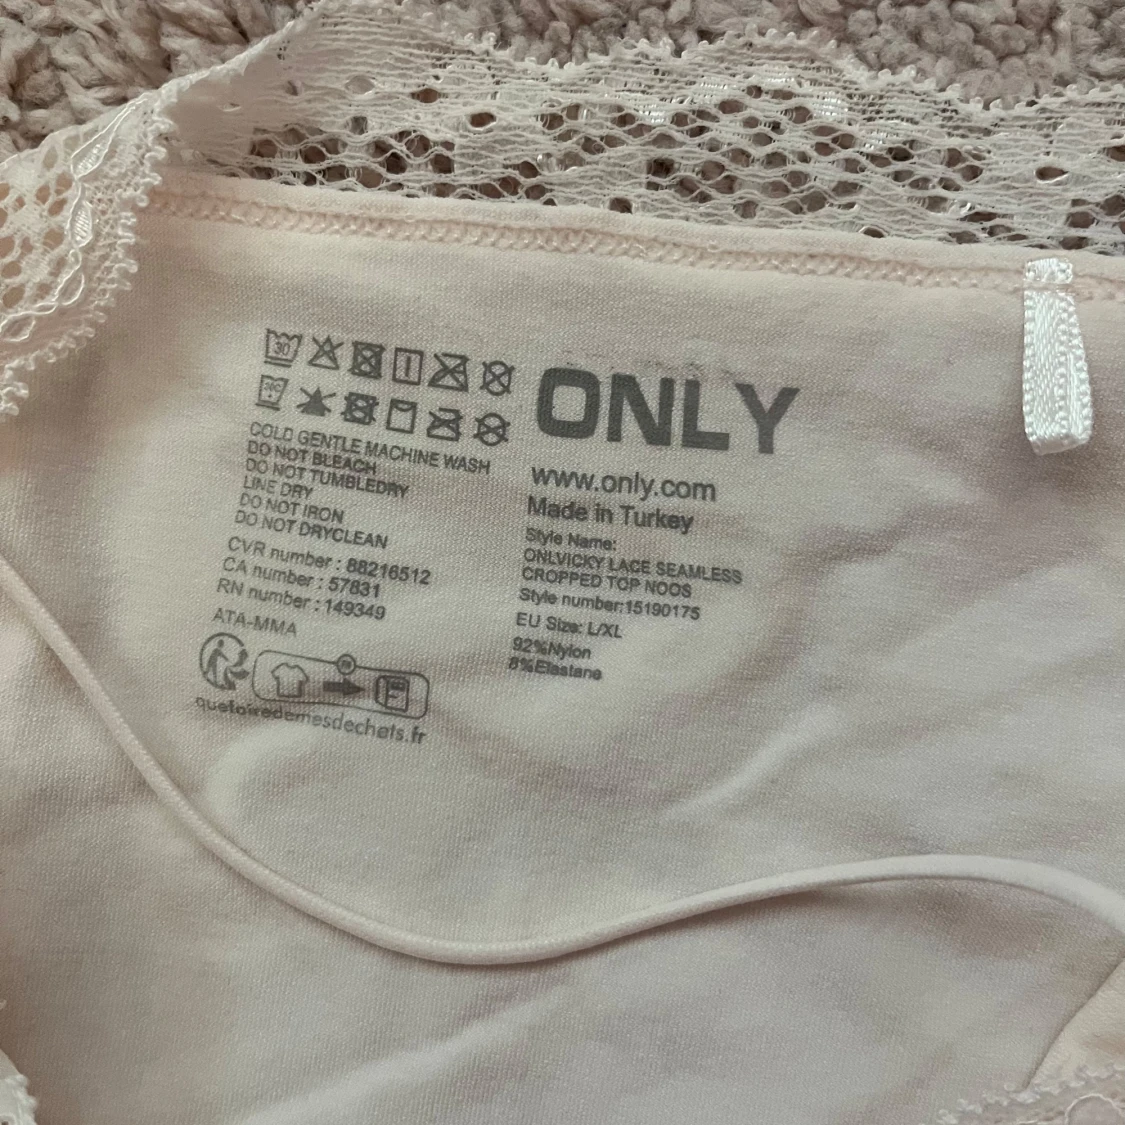 30
COLD GENTLE MACHINE WASH
DO NOT BLEACH
DO NOT TUMBLEDRY
LINE DRY
DO NOT IRON
DO NOT DRYCLEAN
CVR number : 88216512
CA number : 57831
RN number : 149349
ATA-MMA
quefairedemesdechets.fr
ONLY
www.only.com
Made in Turkey
Style Name:
ONLVICKY LACE SEAMLESS
CROPPED TOP NOOS
Style number:15190175
EU Size: L/XL
92%Nylon
8%Elastane